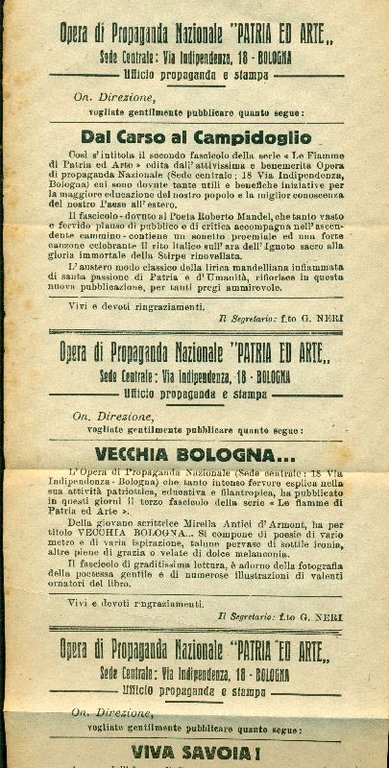 Opera di Propaganda Nazionale "PATRIA ED ARTE„
Sede Centrale: Via Indipendenza, 18 - BOLOGNA
Ufficio propaganda e stampa
On. Direzione,
vogliate gentilmente pubblicare quanto segue:
Dal Carso al Campidoglio
Così s'intitola il secondo fascicolo della serie « Le Fiamme
di Patria ed Arte » edita dall'attivissima e benemerita Opera
di propaganda Nazionale (Sede centrale: 18 Via Indipendenza,
Bologna) cui sono dovute tante utili e benefiche iniziative per
la maggiore educazione del nostro popolo e la miglior conoscenza
del nostro Paese all'estero.
Il fascicolo - dovuto al Poeta Roberto Mandel, che tanto vasto
e fervido plauso di pubblico e di critica accompagna nell'ascen-
dente cammino - contiene un sonetto proemiale ed una forte
canzone celebrante il rito italico sull'ara dell'Ignoto sacro alla
gloria immortale della Stirpe rinovellata.
L'austero modo classico della lirica mandelliana infiammata
di santa passione di Patria e d'Umanità, rifiorisce in questa
nuova pubblicazione, per tanti pregi ammirevole.
Vivi e devoti ringraziamenti.
Il Segretario: f.to G. NERI
Opera di Propaganda Nazionale "PATRIA ED ARTE„
Sede Centrale: Via Indipendenza, 18 - BOLOGNA
Ufficio propaganda e stampa
On. Direzione,
vogliate gentilmente pubblicare quanto segue:
VECCHIA BOLOGNA...
L'Opera di Propaganda Nazionale (Sede centrale: 18 Via
Indipendenza - Bologna) che tanto intenso fervore esplica nella
sua attività patriottica, educativa e filantropica, ha pubblicato
in questi giorni il terzo fascicolo della serie « Le fiamme di
Patria ed Arte ».
Della giovane scrittrice Mirella Antici d'Armont, ha per
titolo VECCHIA BOLOGNA... Si compone di poesie di vario
metro e di varia ispirazione, talune pervaso di sottile ironia,
altre piene di grazia o velate di dolce melanconia.
Il fascicolo di graditissima lettura, è adorno della fotografia
della poetessa gentile e di numerose illustrazioni di valenti
ornatori del libro.
Vivi e devoti ringraziamenti.
Il Segretario: f.to G. NERI
Opera di Propaganda Nazionale "PATRIA ED ARTE„
Sede Centrale: Via Indipendenza, 18 - BOLOGNA
Ufficio propaganda e stampa
On. Direzione,
vogliate gentilmente pubblicare quanto segue:
VIVA SAVOIA!